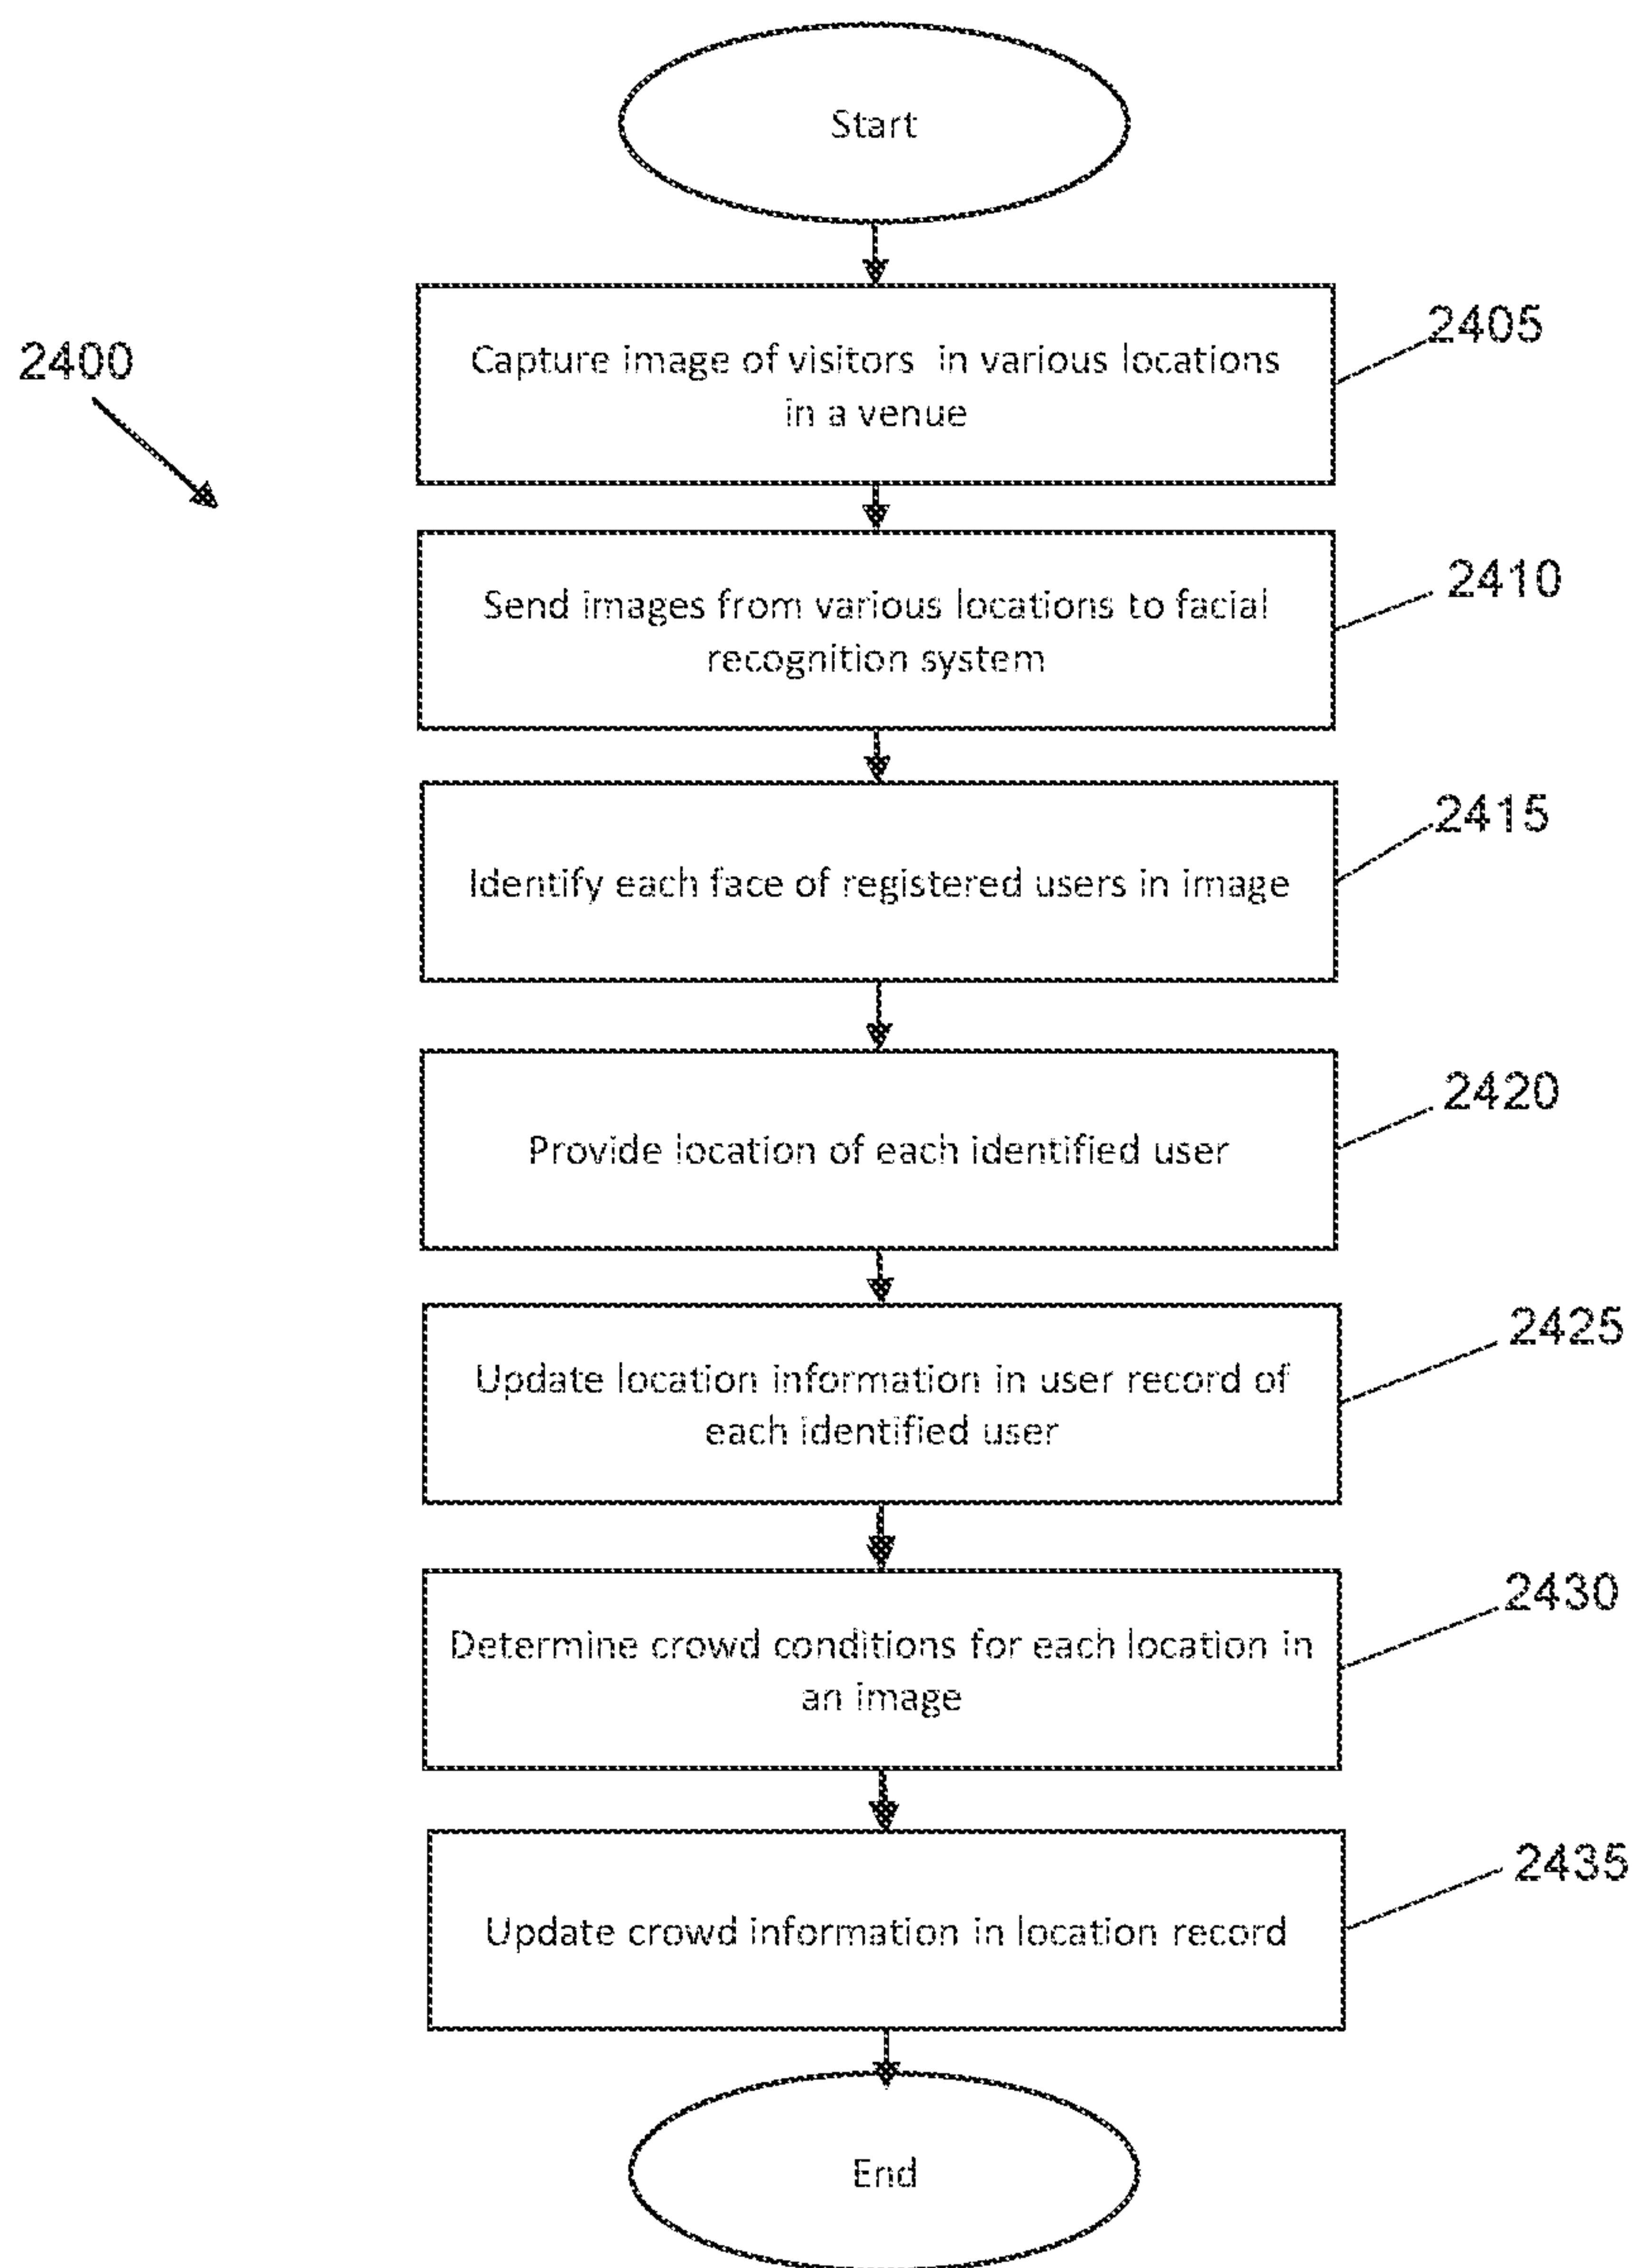 Start
2400
Capture image of visitors in various locations
in a venue
2405
Send images from various locations to facial
recognition system
2410
Identify each face of registered users in image
2415
Provide location of each identified user
2420
Update location information in user record of
each identified user
2425
Determine crowd conditions for each location in
an image
2430
Update crowd information in location record
2435
End